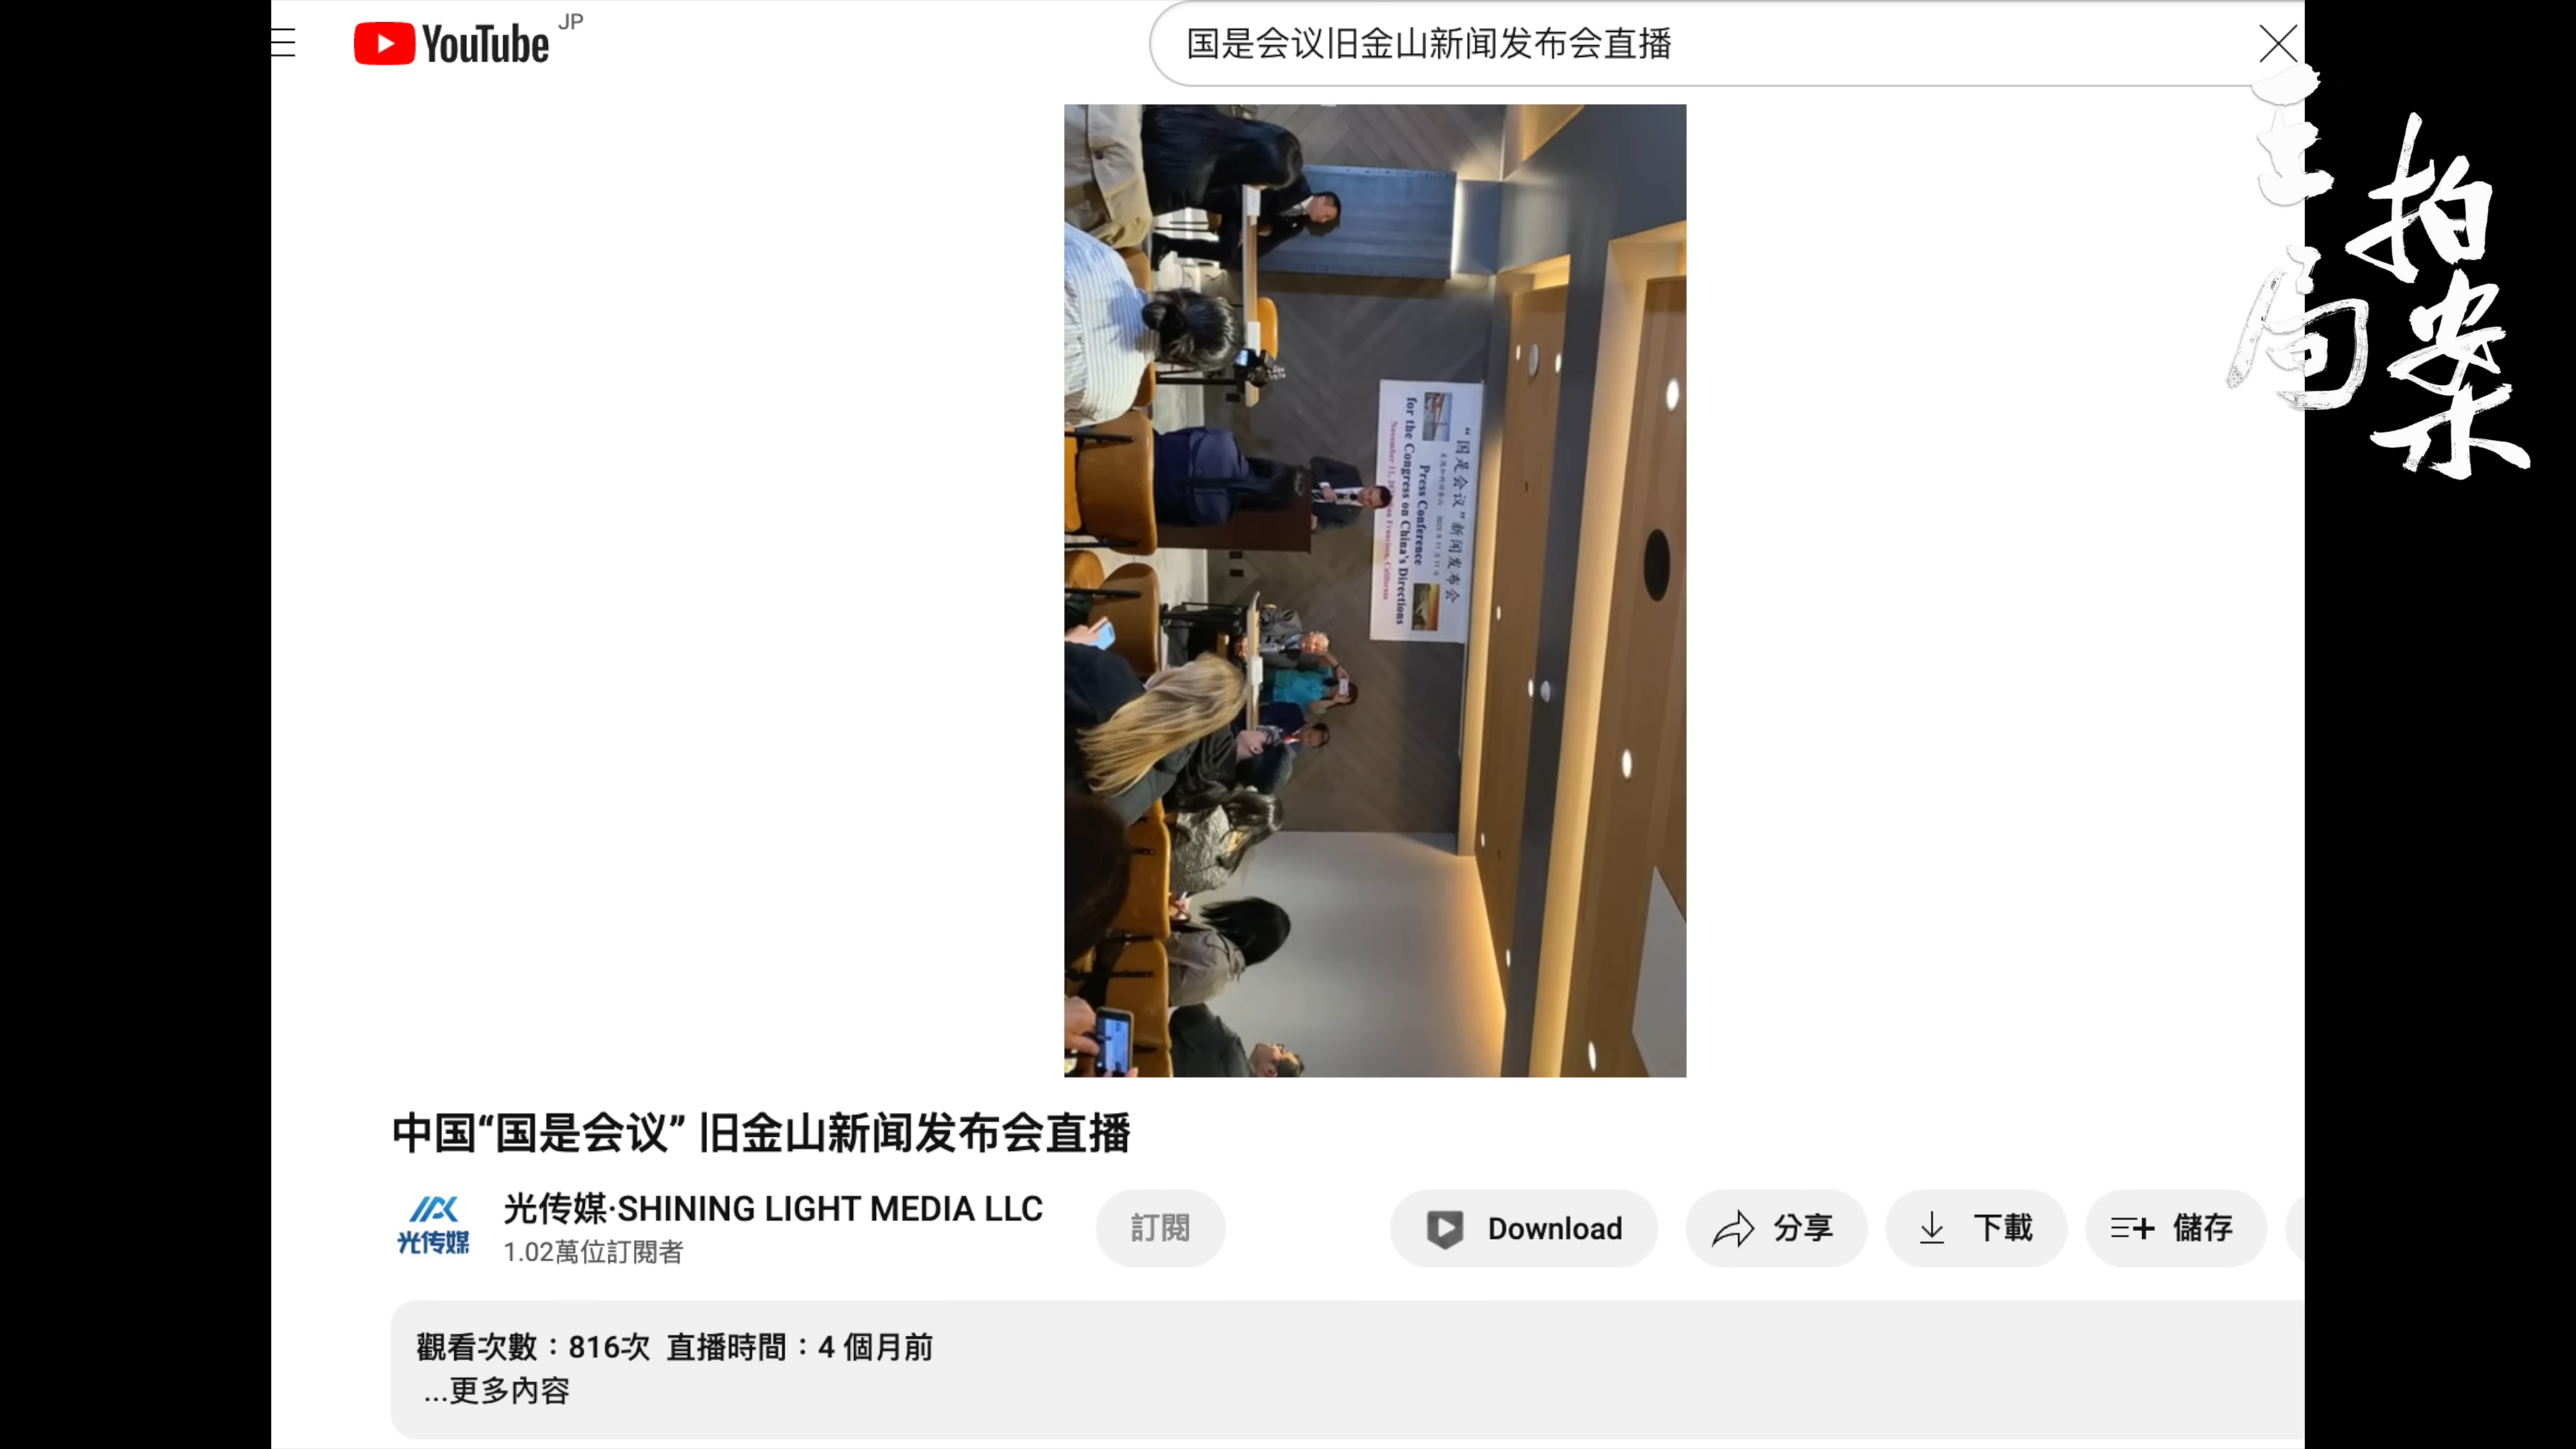 YouTube JP
国是会议旧金山新闻发布会直播
王局拍案
“国是会议”新闻发布会
Press Conference
for the Congress on China's Directions
中国“国是会议” 旧金山新闻发布会直播
光传媒
光传媒·SHINING LIGHT MEDIA LLC
1.02萬位訂閱者
訂閱
Download
分享
下載
儲存
觀看次數：816次 直播時間：4 個月前
...更多內容